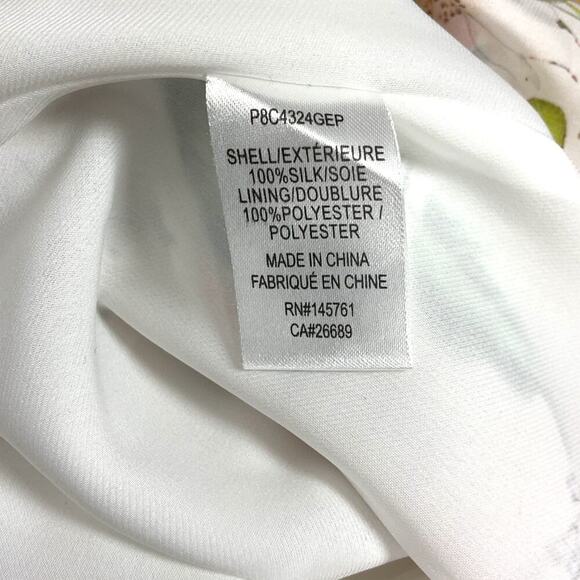 P8C4324GEP
SHELL/EXTÉRIEURE
100%SILK/SOIE
LINING/DOUBLURE
100%POLYESTER /
POLYESTER
MADE IN CHINA
FABRIQUÉ EN CHINE
RN#145761
CA#26689